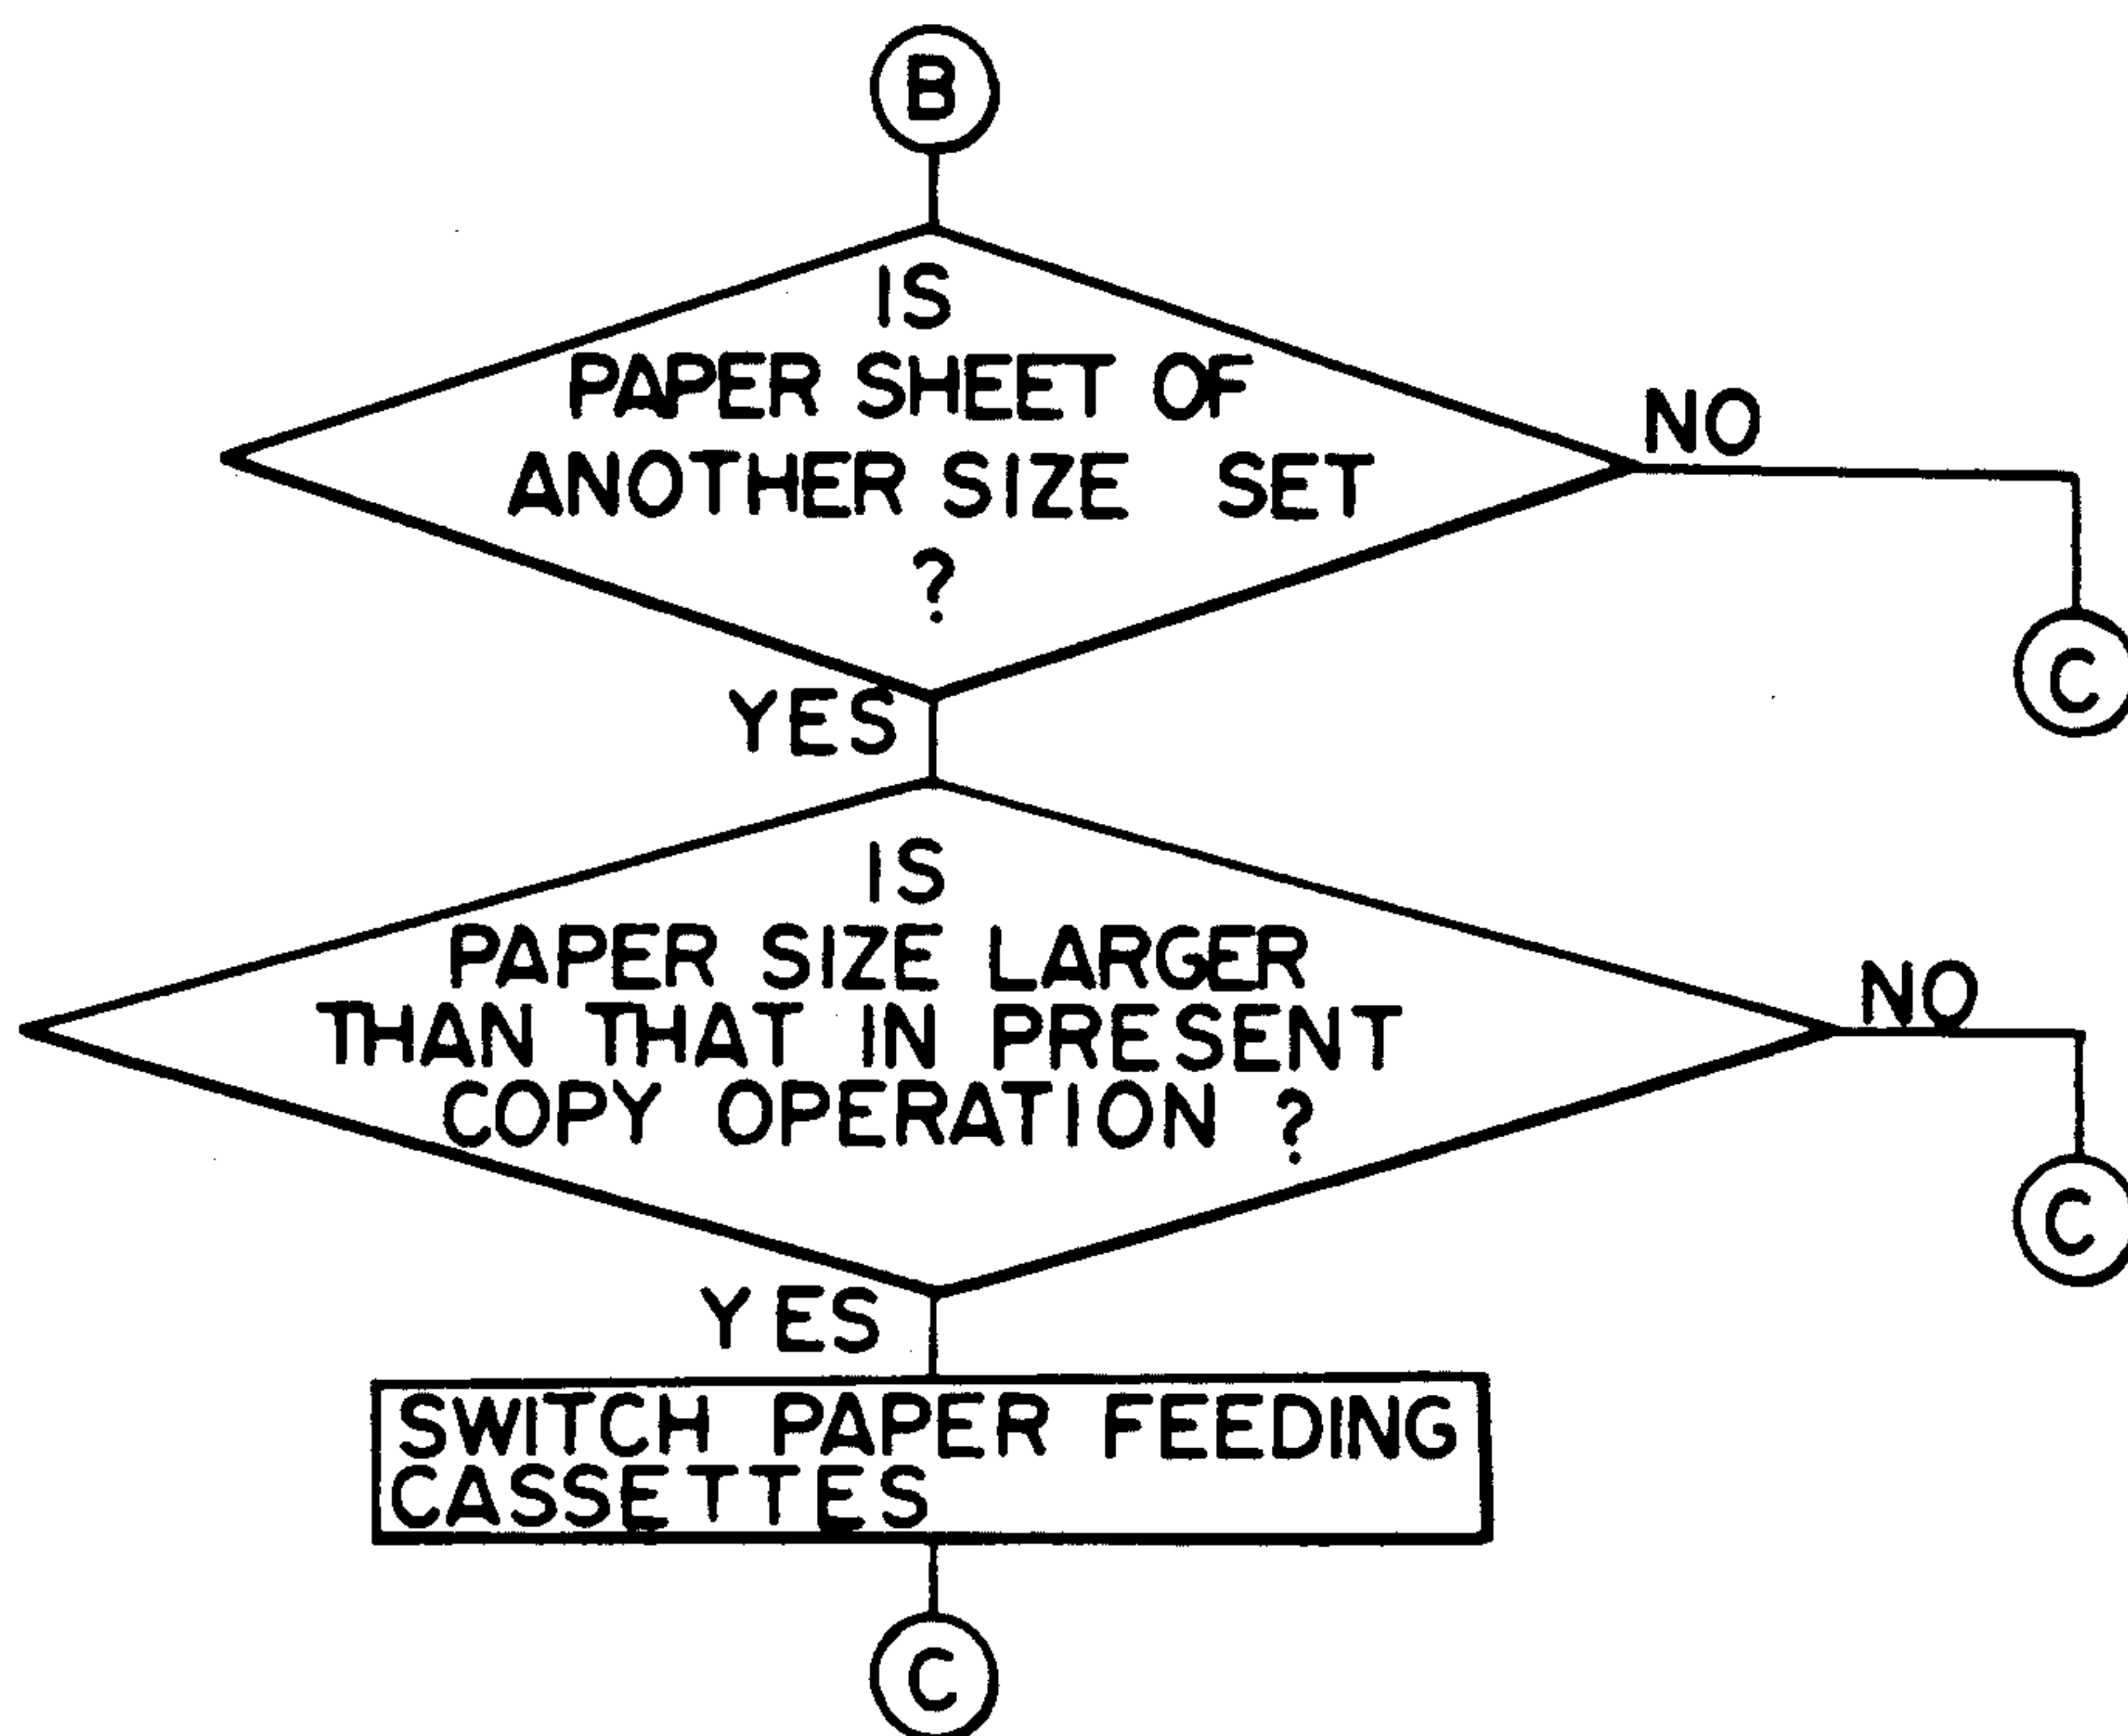 B
IS
PAPER SHEET OF
ANOTHER SIZE SET
?
NO
C
YES
IS
PAPER SIZE LARGER
THAN THAT IN PRESENT
COPY OPERATION ?
NO
C
YES
SWITCH PAPER FEEDING
CASSETTES
C